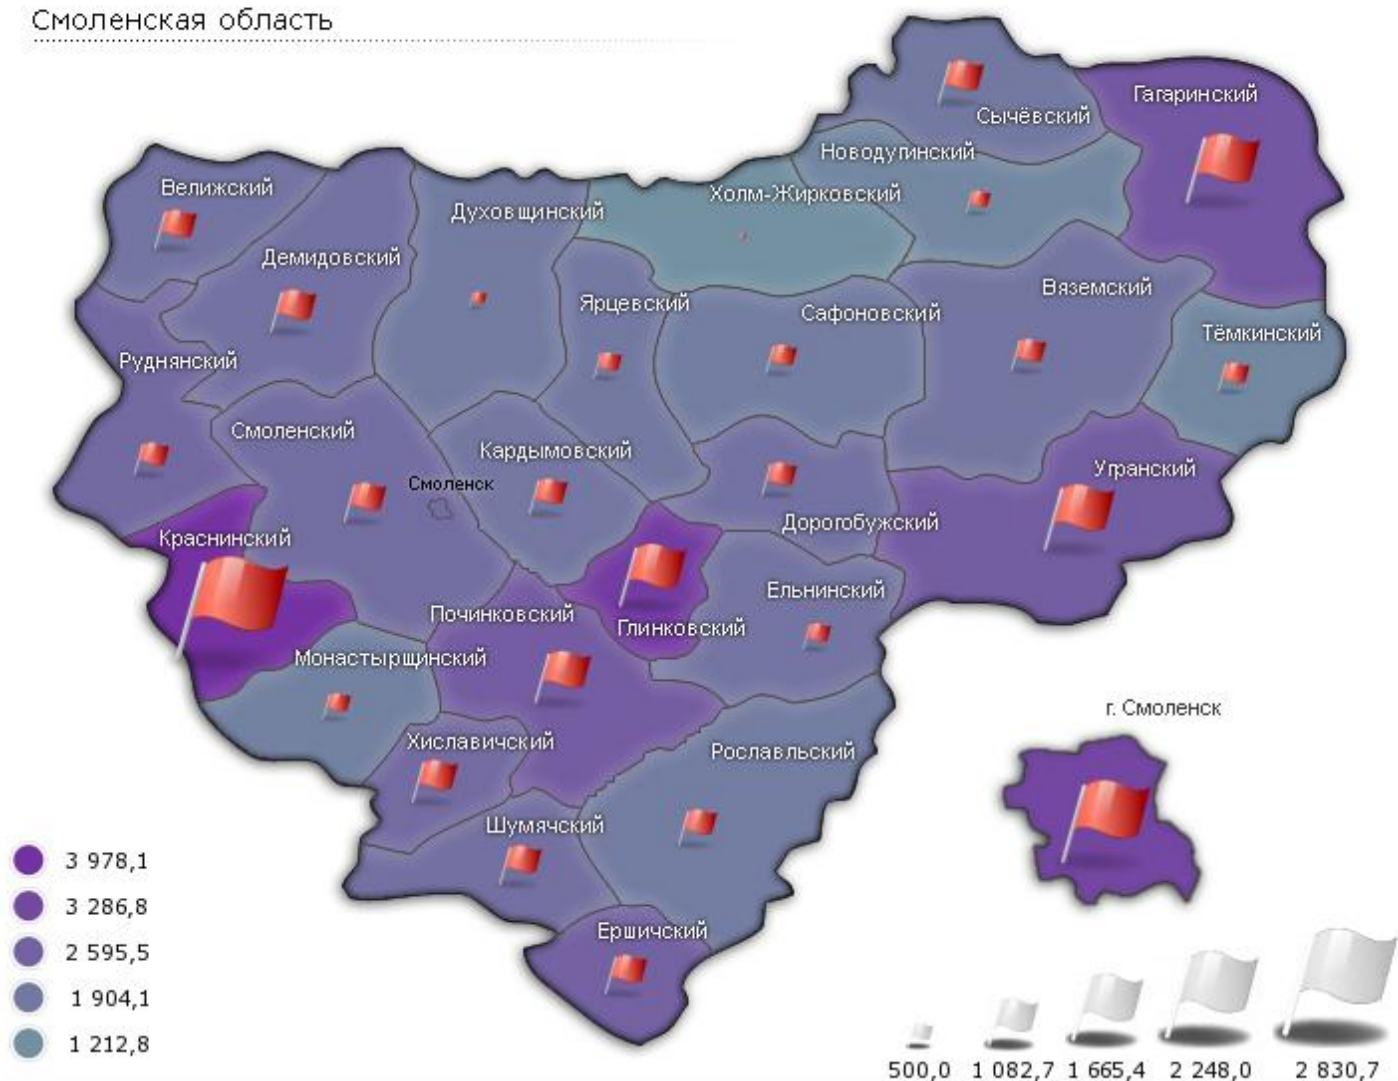 Смоленская область
Гагаринский
Сычёвский
Новодугинский
Велижский
Холм-Жирковский
Духовщинский
Демидовский
Вяземский
Ярцевский
Сафоновский
Тёмкинский
Руднянский
Смоленский
Кардымовский
Угранский
Смоленск
Дорогобужский
Краснинский
Ельнинский
Починковский
Глинковский
Монастырщинский
г. Смоленск
Хиславичский
Рославльский
Шумячский
Ершичский
3 978,1
3 286,8
2 595,5
1 904,1
1 212,8
500,0 1 082,7 1 665,4 2 248,0 2 830,7